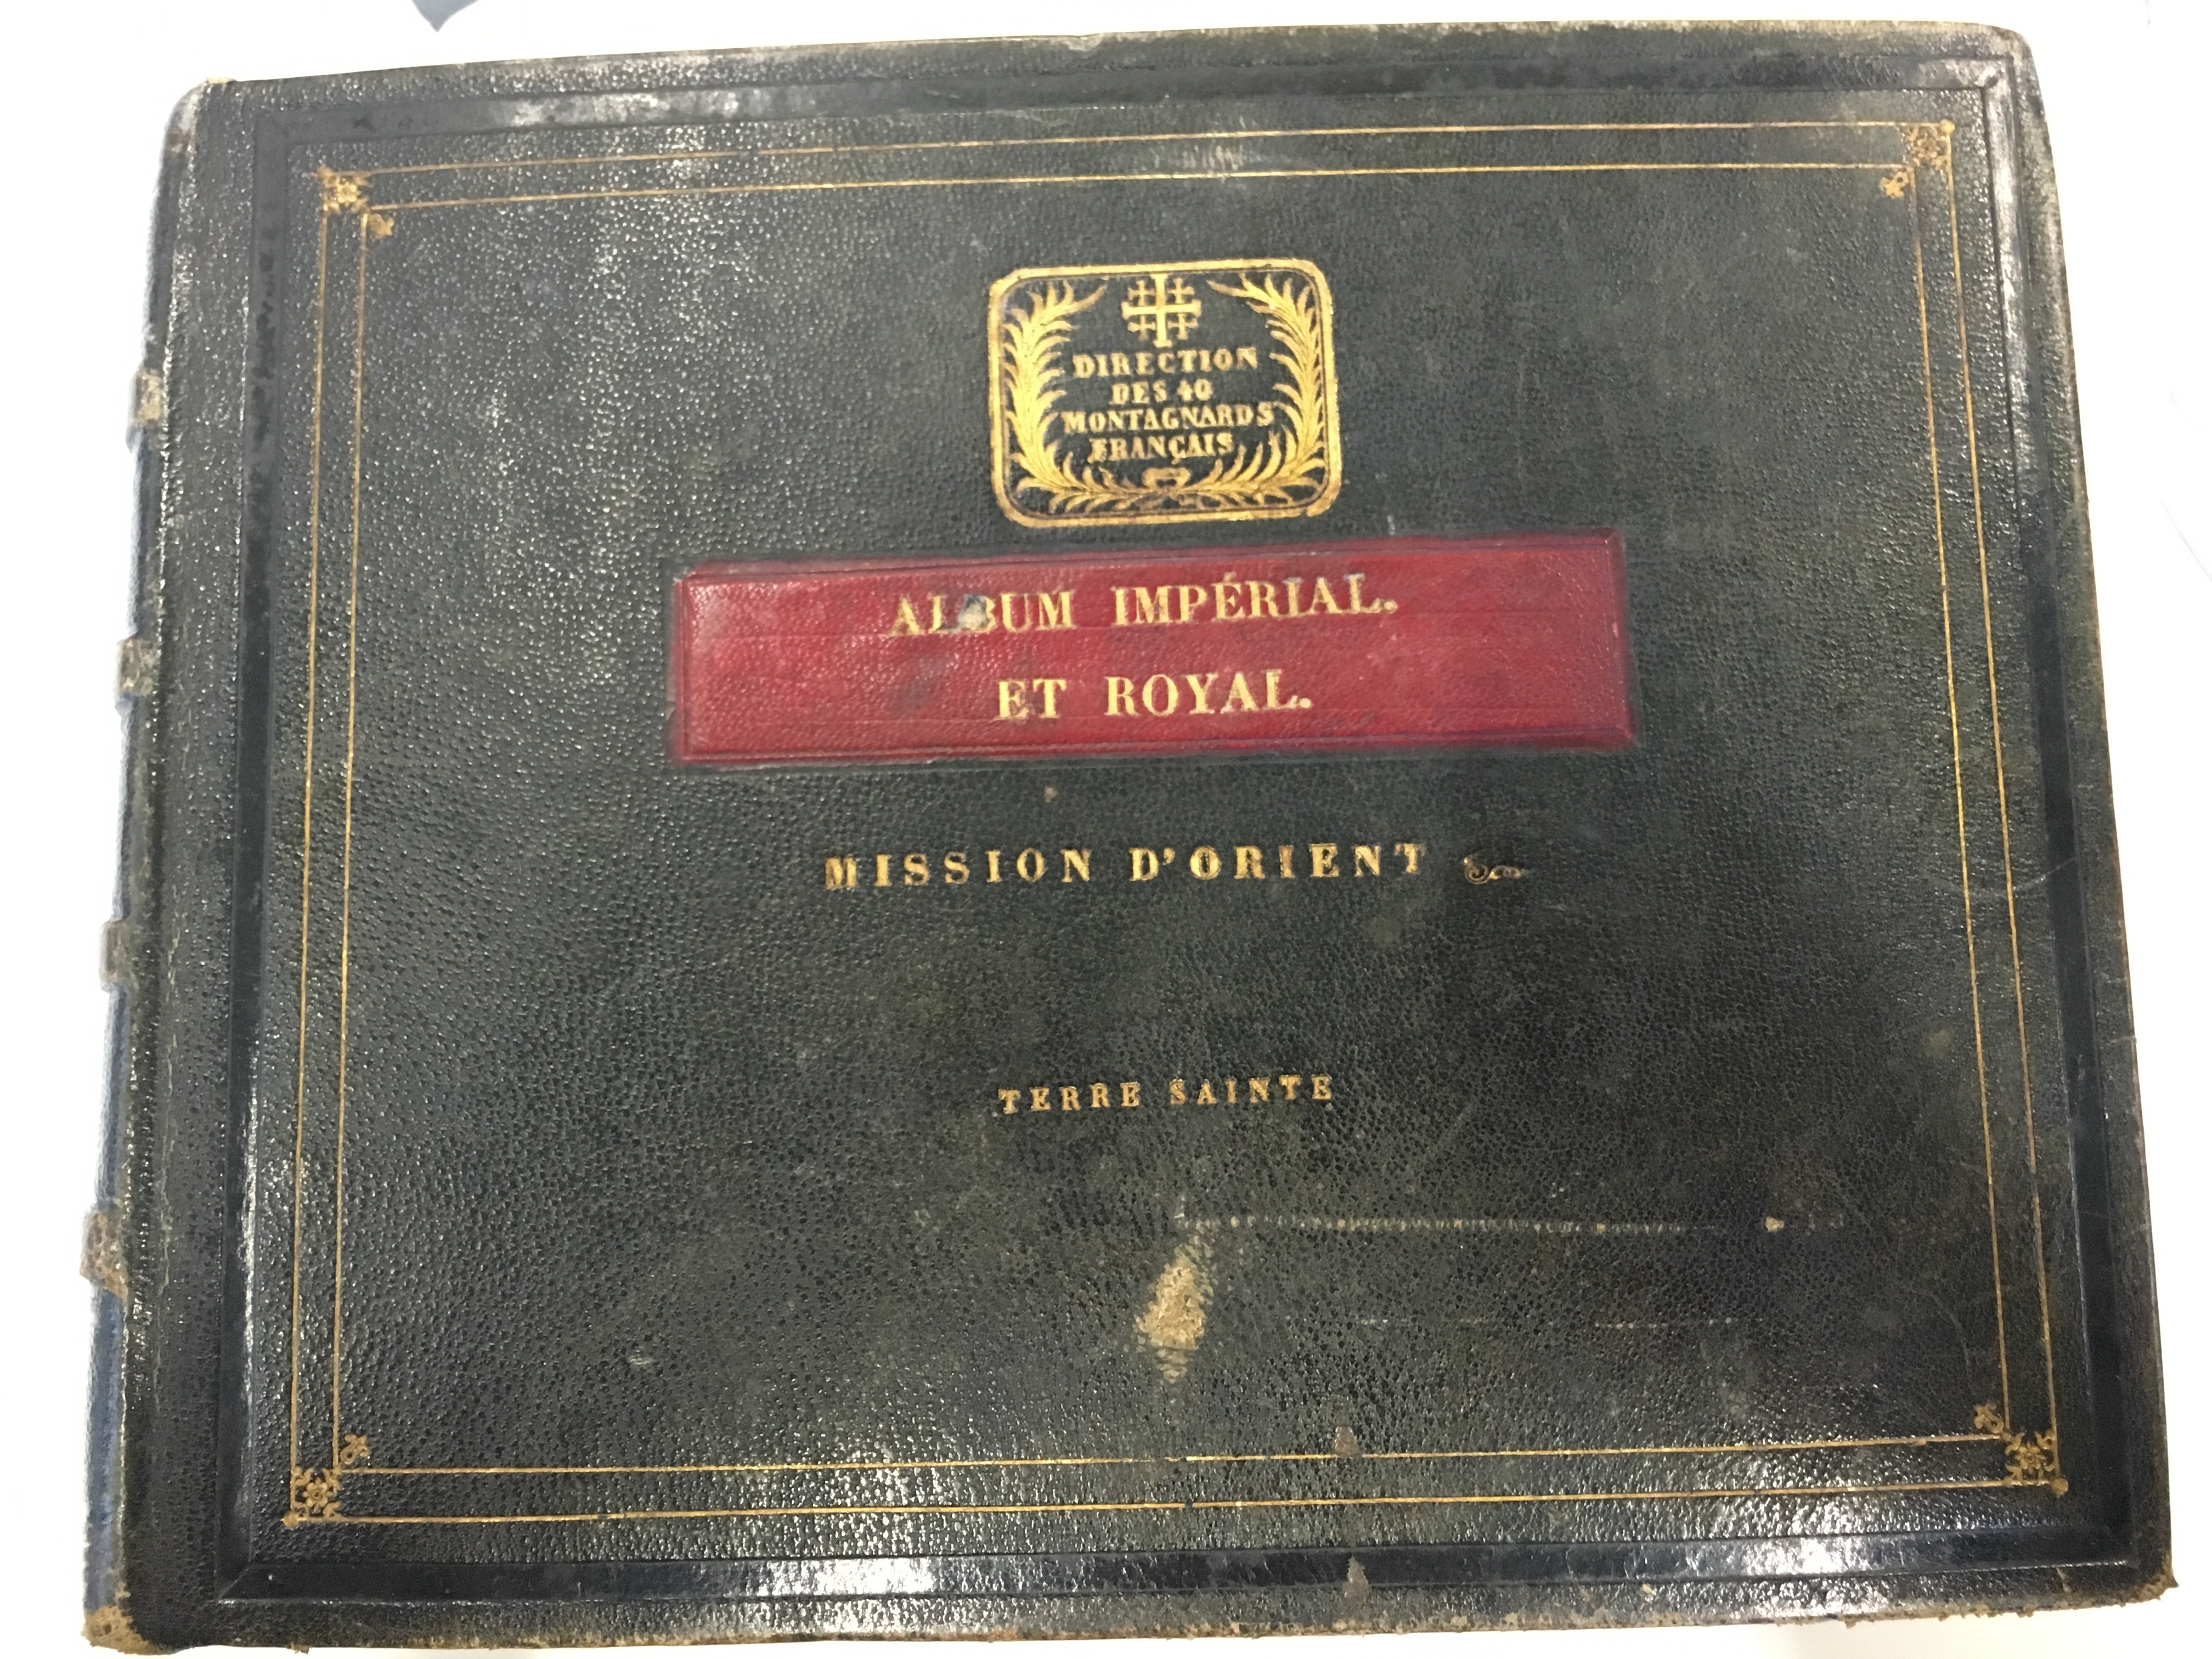 DIRECTION
DES 40
MONTAGNARDS
FRANÇAIS
ALBUM IMPÉRIAL.
ET ROYAL.
MISSION D'ORIENT
TERRE SAINTE